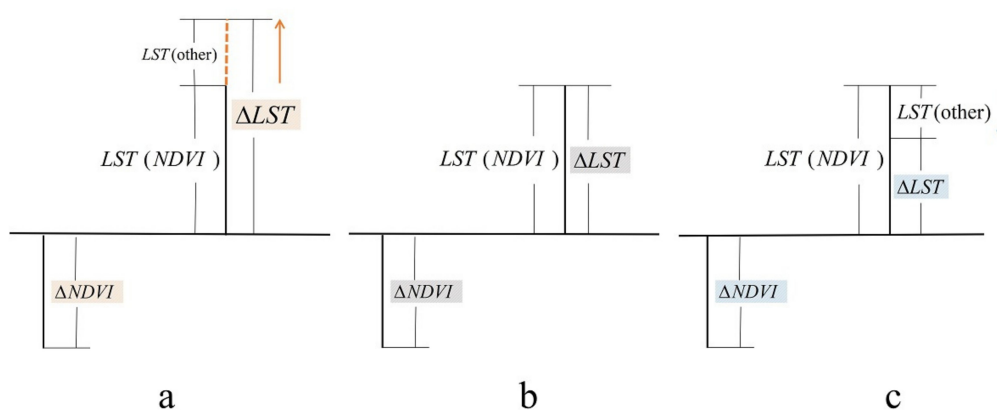 LST(other)
ΔLST
LST (NDVI)
ΔNDVI
a
LST (NDVI)
ΔLST
ΔNDVI
b
LST(other)
LST (NDVI)
ΔLST
ΔNDVI
c